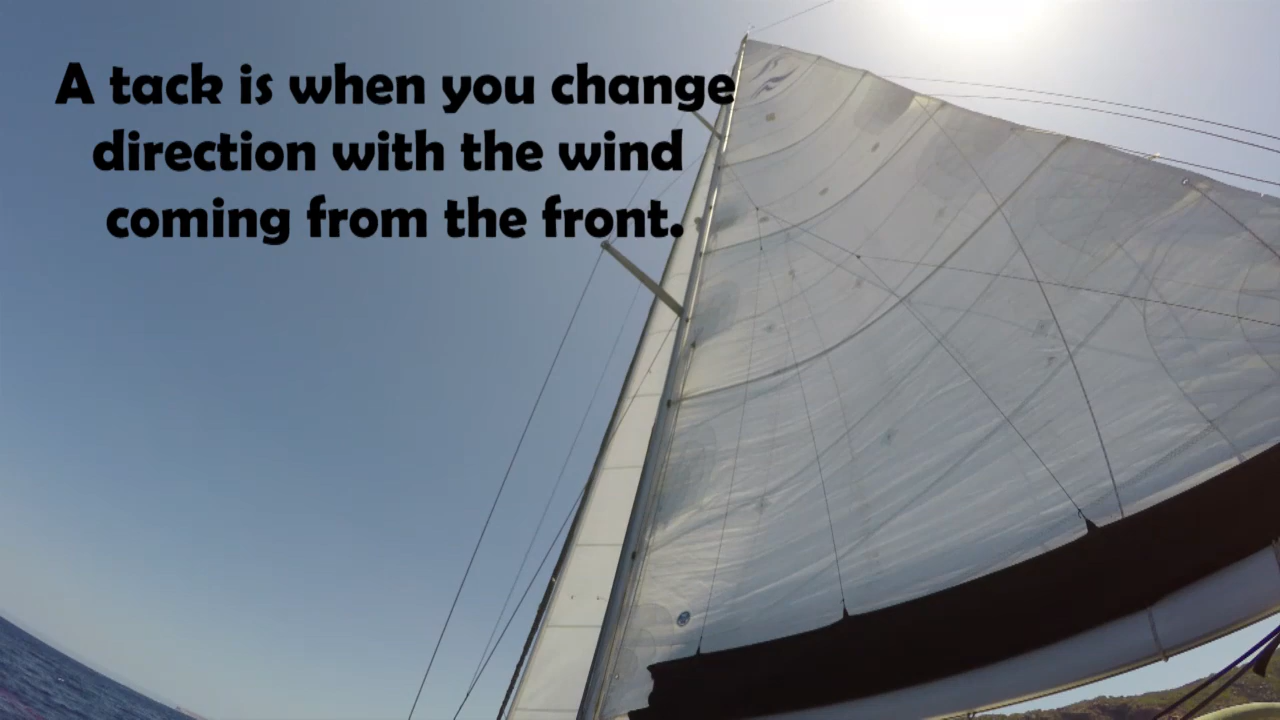 A tack is when you change
direction with the wind
coming from the front.